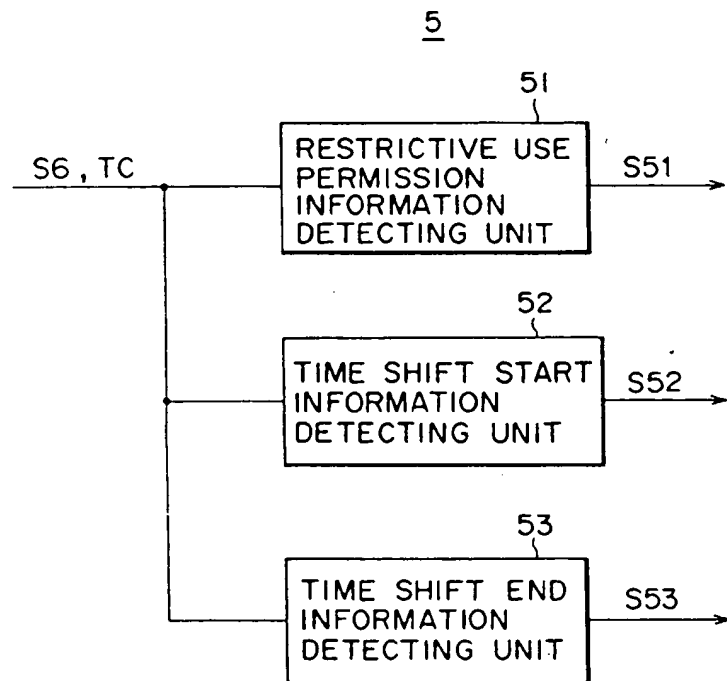 5
51
S6, TC
RESTRICTIVE USE
PERMISSION
INFORMATION
DETECTING UNIT
S51
52
TIME SHIFT START
INFORMATION
DETECTING UNIT
S52
53
TIME SHIFT END
INFORMATION
DETECTING UNIT
S53